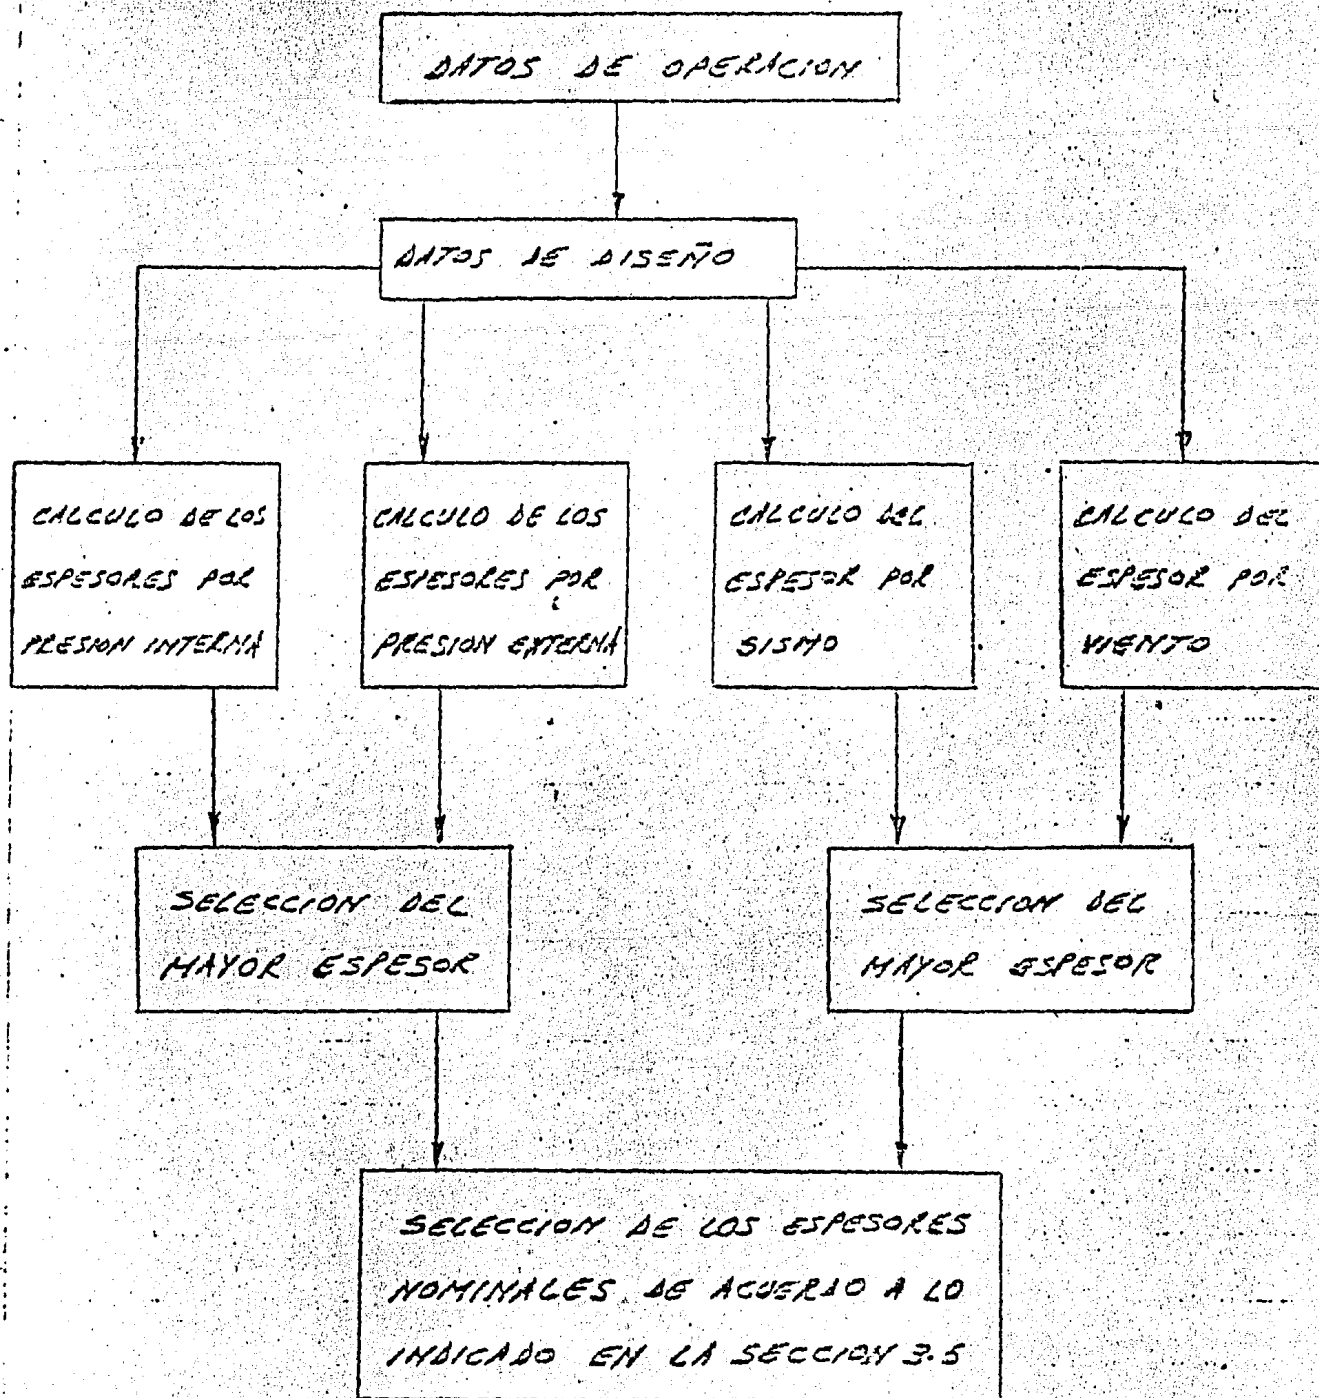 DATOS DE OPERACION
DATOS DE DISEÑO
CALCULO DE LOS
ESPESORES POR
PRESION INTERNA
CALCULO DE LOS
ESPESORES POR
PRESION EXTERNA
CALCULO DEL
ESPESOR POR
SISMO
CALCULO DEL
ESPESOR POR
VIENTO
SELECCION DEL
MAYOR ESPESOR
SELECCION DEL
MAYOR ESPESOR
SELECCION DE LOS ESPESORES
NOMINALES DE ACUERDO A LO
INDICADO EN LA SECCION 3.5